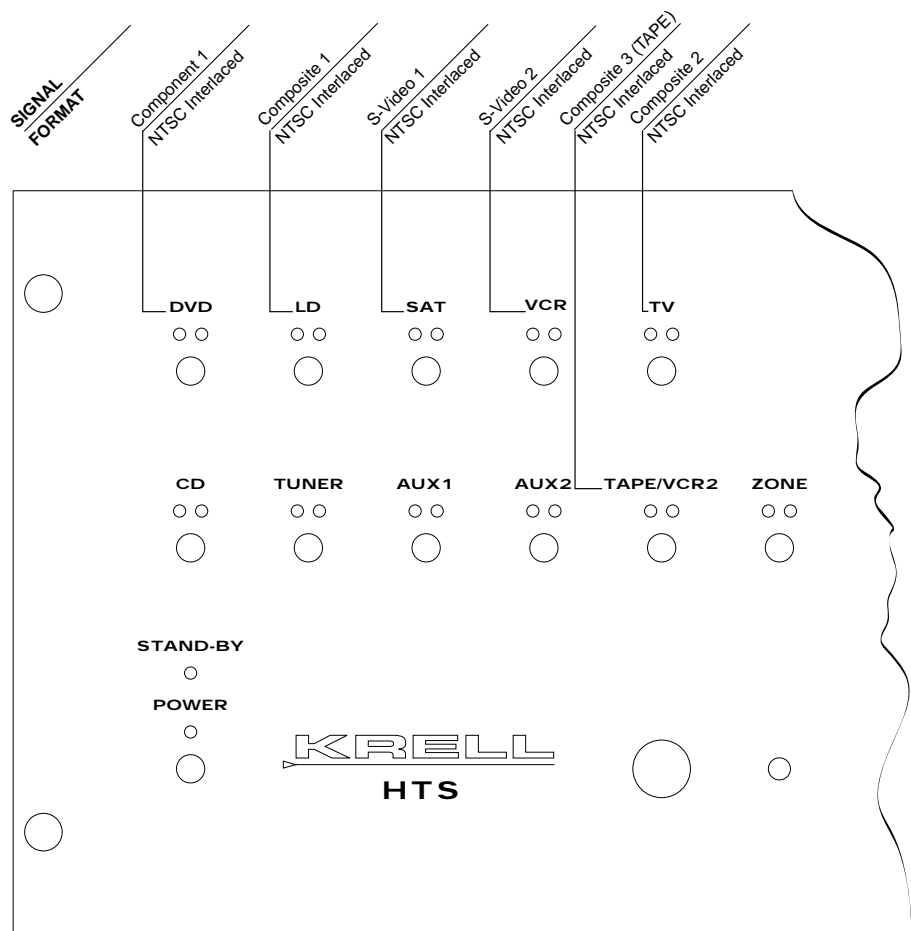 SIGNAL
FORMAT
Component 1
NTSC Interlaced
Composite 1
NTSC Interlaced
S-Video 1
NTSC Interlaced
S-Video 2
NTSC Interlaced
Composite 3 (TAPE)
NTSC Interlaced
Composite 2
NTSC Interlaced
DVD LD SAT VCR TV
CD TUNER AUX1 AUX2 TAPE/VCR2 ZONE
STAND-BY
POWER
KRELL
HTS